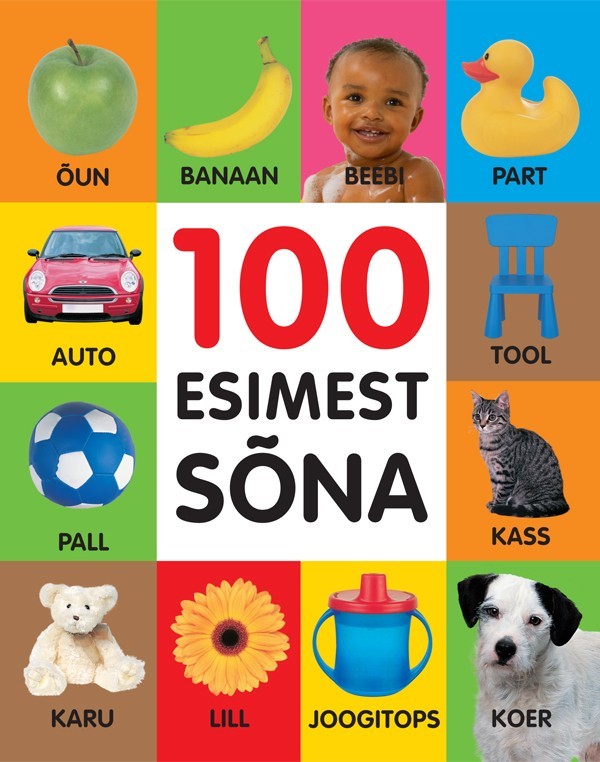 ÕUN
BANAAN
BEEBI
PART
100
ESIMEST
SÕNA
AUTO
TOOL
PALL
KASS
KARU
LILL
JOOGITOPS
KOER